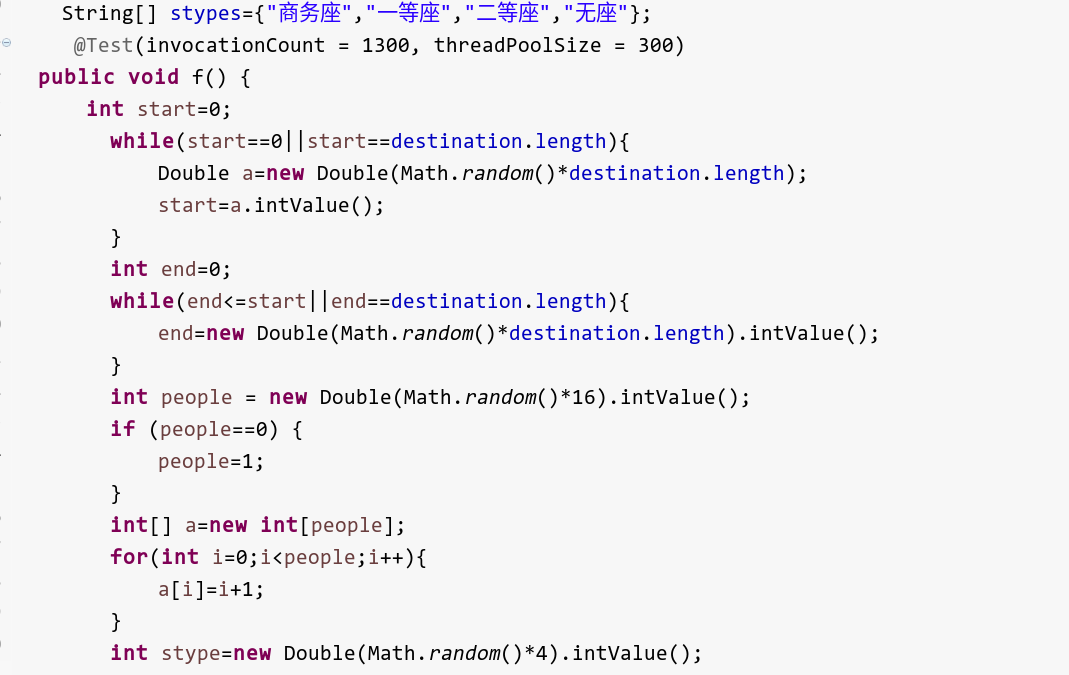 String[] stypes={"商务座","一等座","二等座","无座"};
@Test(invocationCount = 1300, threadPoolSize = 300)
public void f() {
int start=0;
while(start==0||start==destination.length){
Double a=new Double(Math.random()*destination.length);
start=a.intValue();
}
int end=0;
while(end<=start||end==destination.length){
end=new Double(Math.random()*destination.length).intValue();
}
int people = new Double(Math.random()*16).intValue();
if (people==0) {
people=1;
}
int[] a=new int[people];
for(int i=0;i<people;i++){
a[i]=i+1;
}
int stype=new Double(Math.random()*4).intValue();